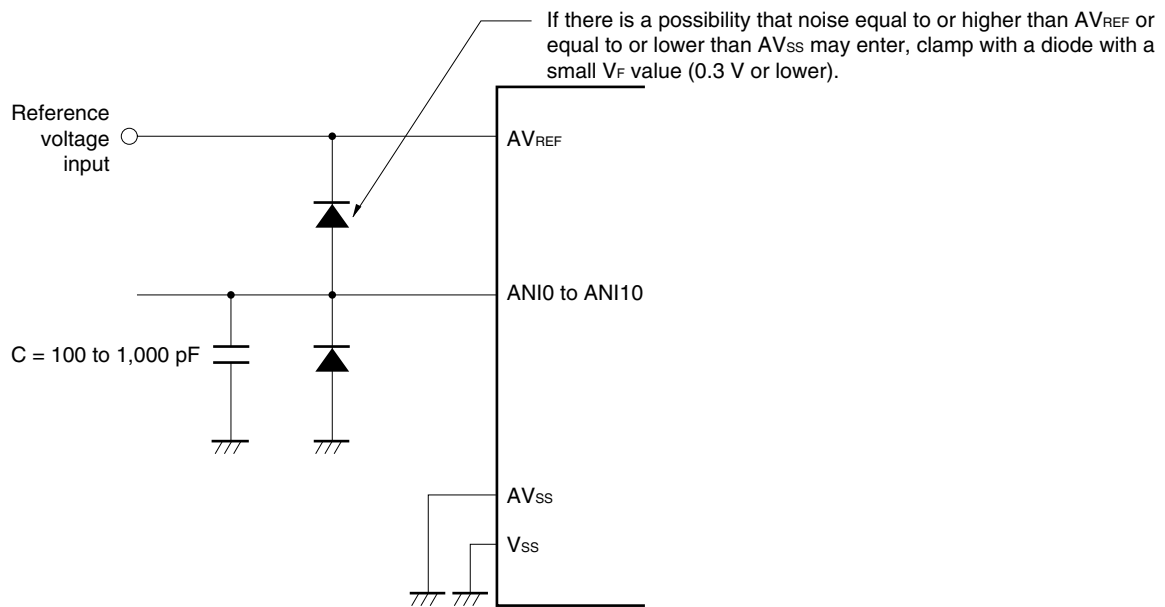 If there is a possibility that noise equal to or higher than AVREF or
equal to or lower than AVSS may enter, clamp with a diode with a
small VF value (0.3 V or lower).
Reference
voltage
input
AVREF
ANI0 to ANI10
C = 100 to 1,000 pF
AVSS
VSS